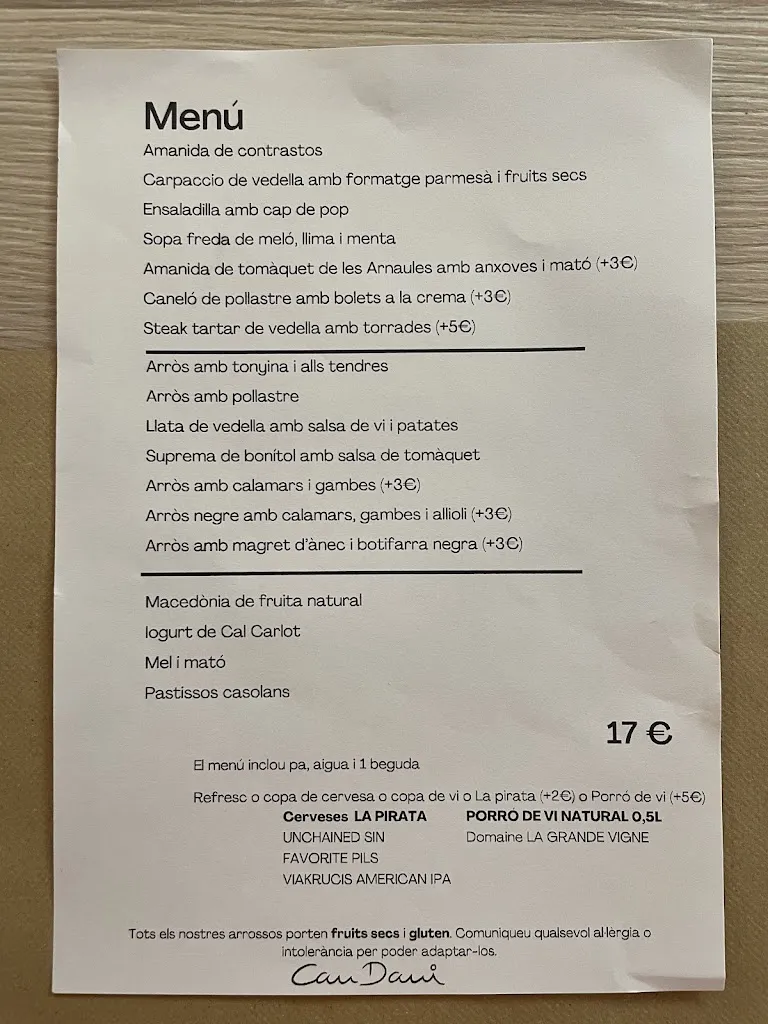 Menú
Amanida de contrastos
Carpaccio de vedella amb formatge parmesà i fruits secs
Ensaladilla amb cap de pop
Sopa freda de meló, llima i menta
Amanida de tomàquet de les Arnaules amb anxoves i mató (+3€)
Caneló de pollastre amb bolets a la crema (+3€)
Steak tartar de vedella amb torrades (+5€)
Arròs amb tonyina i alls tendres
Arròs amb pollastre
Llata de vedella amb salsa de vi i patates
Suprema de bonítol amb salsa de tomàquet
Arròs amb calamars i gambes (+3€)
Arròs negre amb calamars, gambes i allioli (+3€)
Arròs amb magret d'ànec i botifarra negra (+3€)
Macedònia de fruita natural
Iogurt de Cal Carlot
Mel i mató
Pastissos casolans
17 €
El menú inclou pa, aigua i 1 beguda
Refresc o copa de cervesa o copa de vi o La pirata (+2€) o Porró de vi (+5€)
Cerveses LA PIRATA PORRÓ DE VI NATURAL 0,5L
UNCHAINED SIN Domaine LA GRANDE VIGNE
FAVORITE PILS
VIAKRUCIS AMERICAN IPA
Tots els nostres arrossos porten fruits secs i gluten. Comuniqueu qualsevol al·lèrgia o
intolerància per poder adaptar-los.
Can Dani